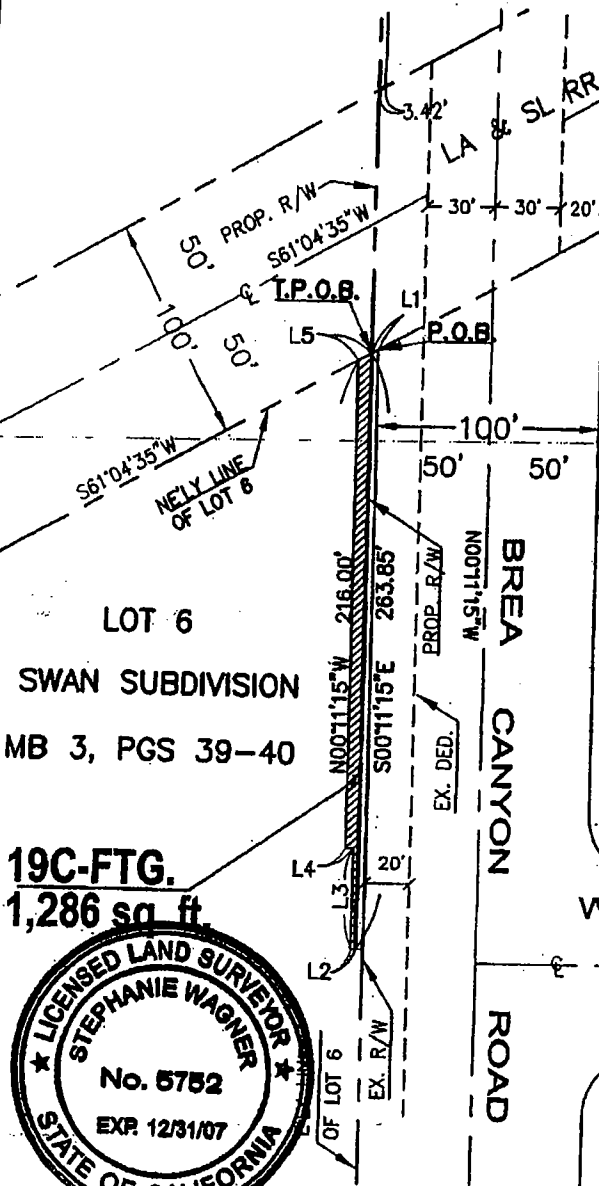 3.42'
LA & SL RR
30'
30'
20'
PROP. R/W
S61°04'35"W
50'
100'
50'
℄
T.P.O.B.
L1
L5
P.O.B.
100'
50'
50'
S61°04'35"W
NE'LY LINE
OF LOT 6
N00°11'15"W 216.00'
S00°11'15"E 263.85'
PROP. R/W
N00°11'15"W
BREA CANYON ROAD
LOT 6
SWAN SUBDIVISION
MB 3, PGS 39-40
EX. DED.
19C-FTG.
1,286 sq. ft.
L4
L3
20'
L2
W
℄
EX. R/W
OF LOT 6
LICENSED LAND SURVEYOR
STEPHANIE WAGNER
No. 5752
EXP. 12/31/07
STATE OF CALIFORNIA